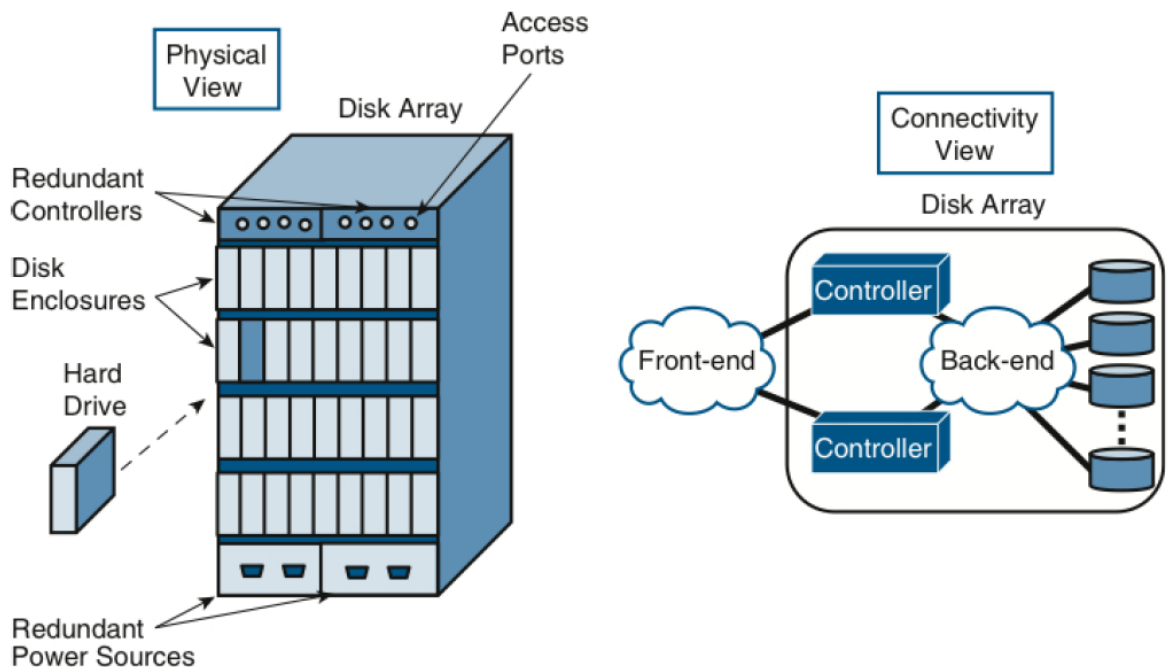 Physical
View
Access
Ports
Disk Array
Redundant
Controllers
Disk
Enclosures
Hard
Drive
Redundant
Power Sources
Connectivity
View
Disk Array
Controller
Front-end
Back-end
Controller